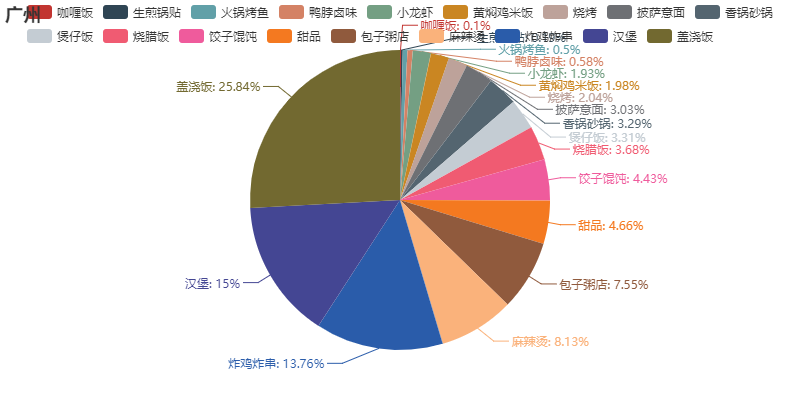 广州
咖喱饭 生煎锅贴 火锅烤鱼 鸭脖卤味 小龙虾 黄焖鸡米饭 烧烤 披萨意面 香锅砂锅
煲仔饭 烧腊饭 饺子馄饨 甜品 包子粥店 麻辣烫 炸鸡炸串 汉堡 盖浇饭
咖喱饭: 0.1%
火锅烤鱼: 0.5%
鸭脖卤味: 0.58%
小龙虾: 1.93%
黄焖鸡米饭: 1.98%
烧烤: 2.04%
披萨意面: 3.03%
香锅砂锅: 3.29%
煲仔饭: 3.31%
烧腊饭: 3.68%
饺子馄饨: 4.43%
甜品: 4.66%
包子粥店: 7.55%
麻辣烫: 8.13%
炸鸡炸串: 13.76%
汉堡: 15%
盖浇饭: 25.84%